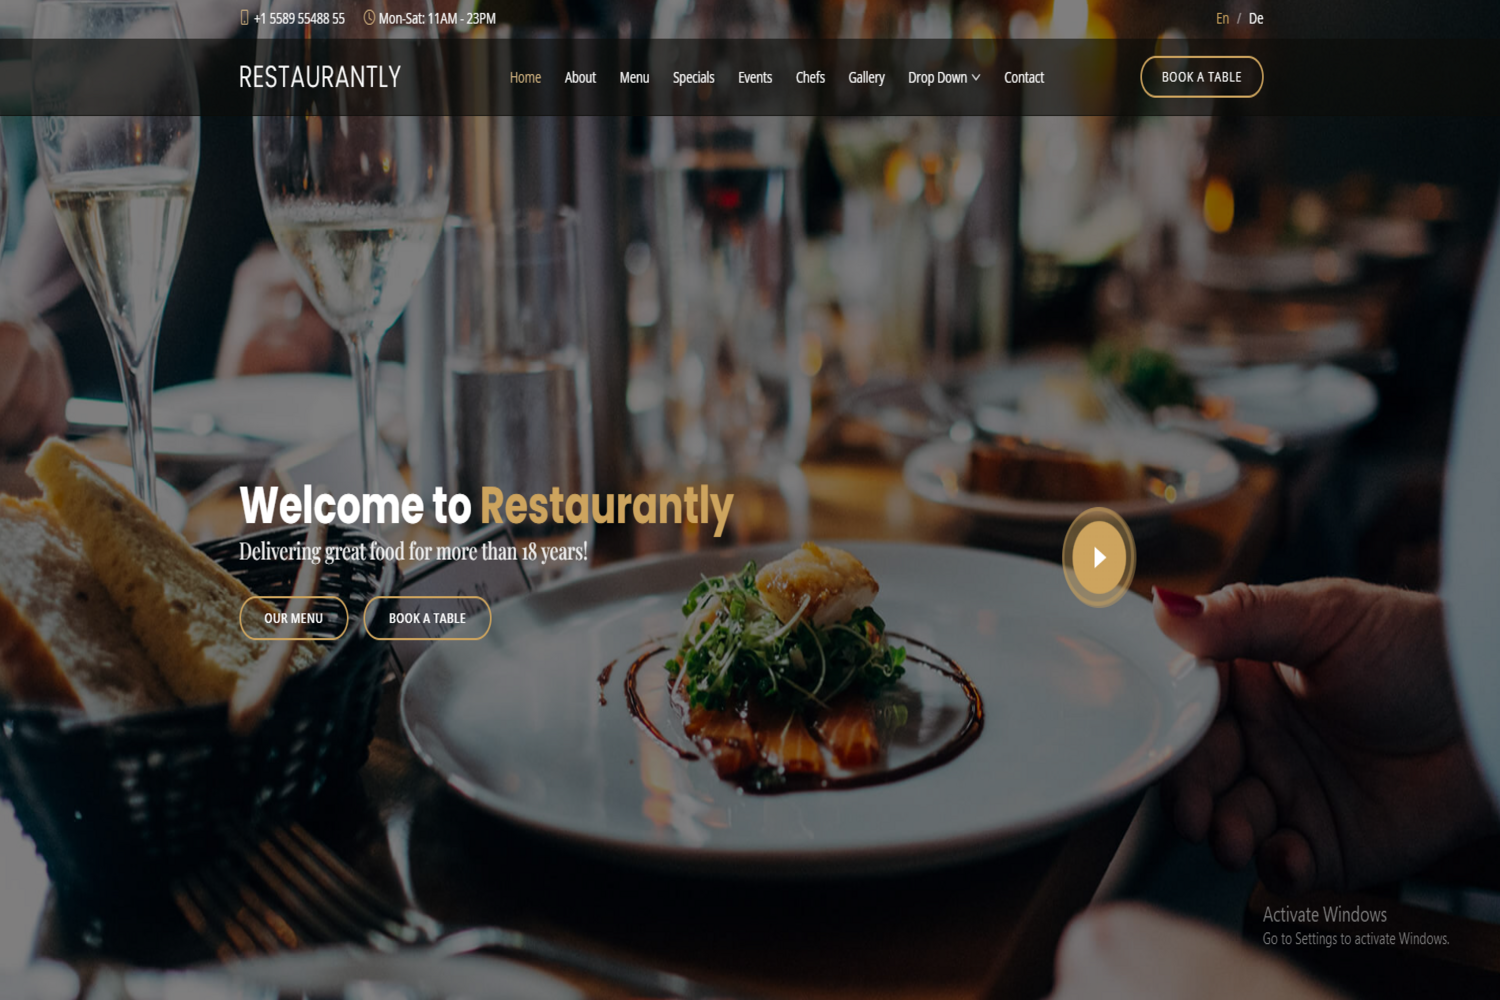 +1 5589 55488 55 Mon-Sat: 11AM - 23PM En / De
RESTAURANTLY Home About Menu Specials Events Chefs Gallery Drop Down Contact BOOK A TABLE
Welcome to Restaurantly
Delivering great food for more than 18 years!
OUR MENU BOOK A TABLE
Activate Windows
Go to Settings to activate Windows.